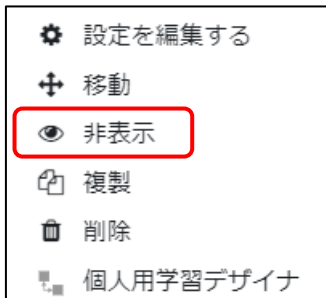 設定を編集する
移動
非表示
複製
削除
個人用学習デザイナ